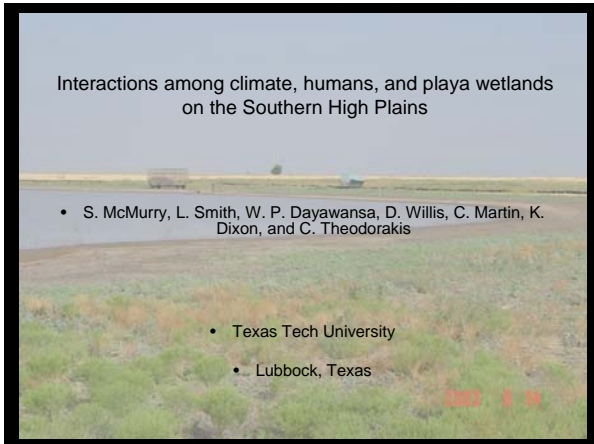 Interactions among climate, humans, and playa wetlands
on the Southern High Plains
• S. McMurry, L. Smith, W. P. Dayawansa, D. Willis, C. Martin, K.
Dixon, and C. Theodorakis
• Texas Tech University
• Lubbock, Texas